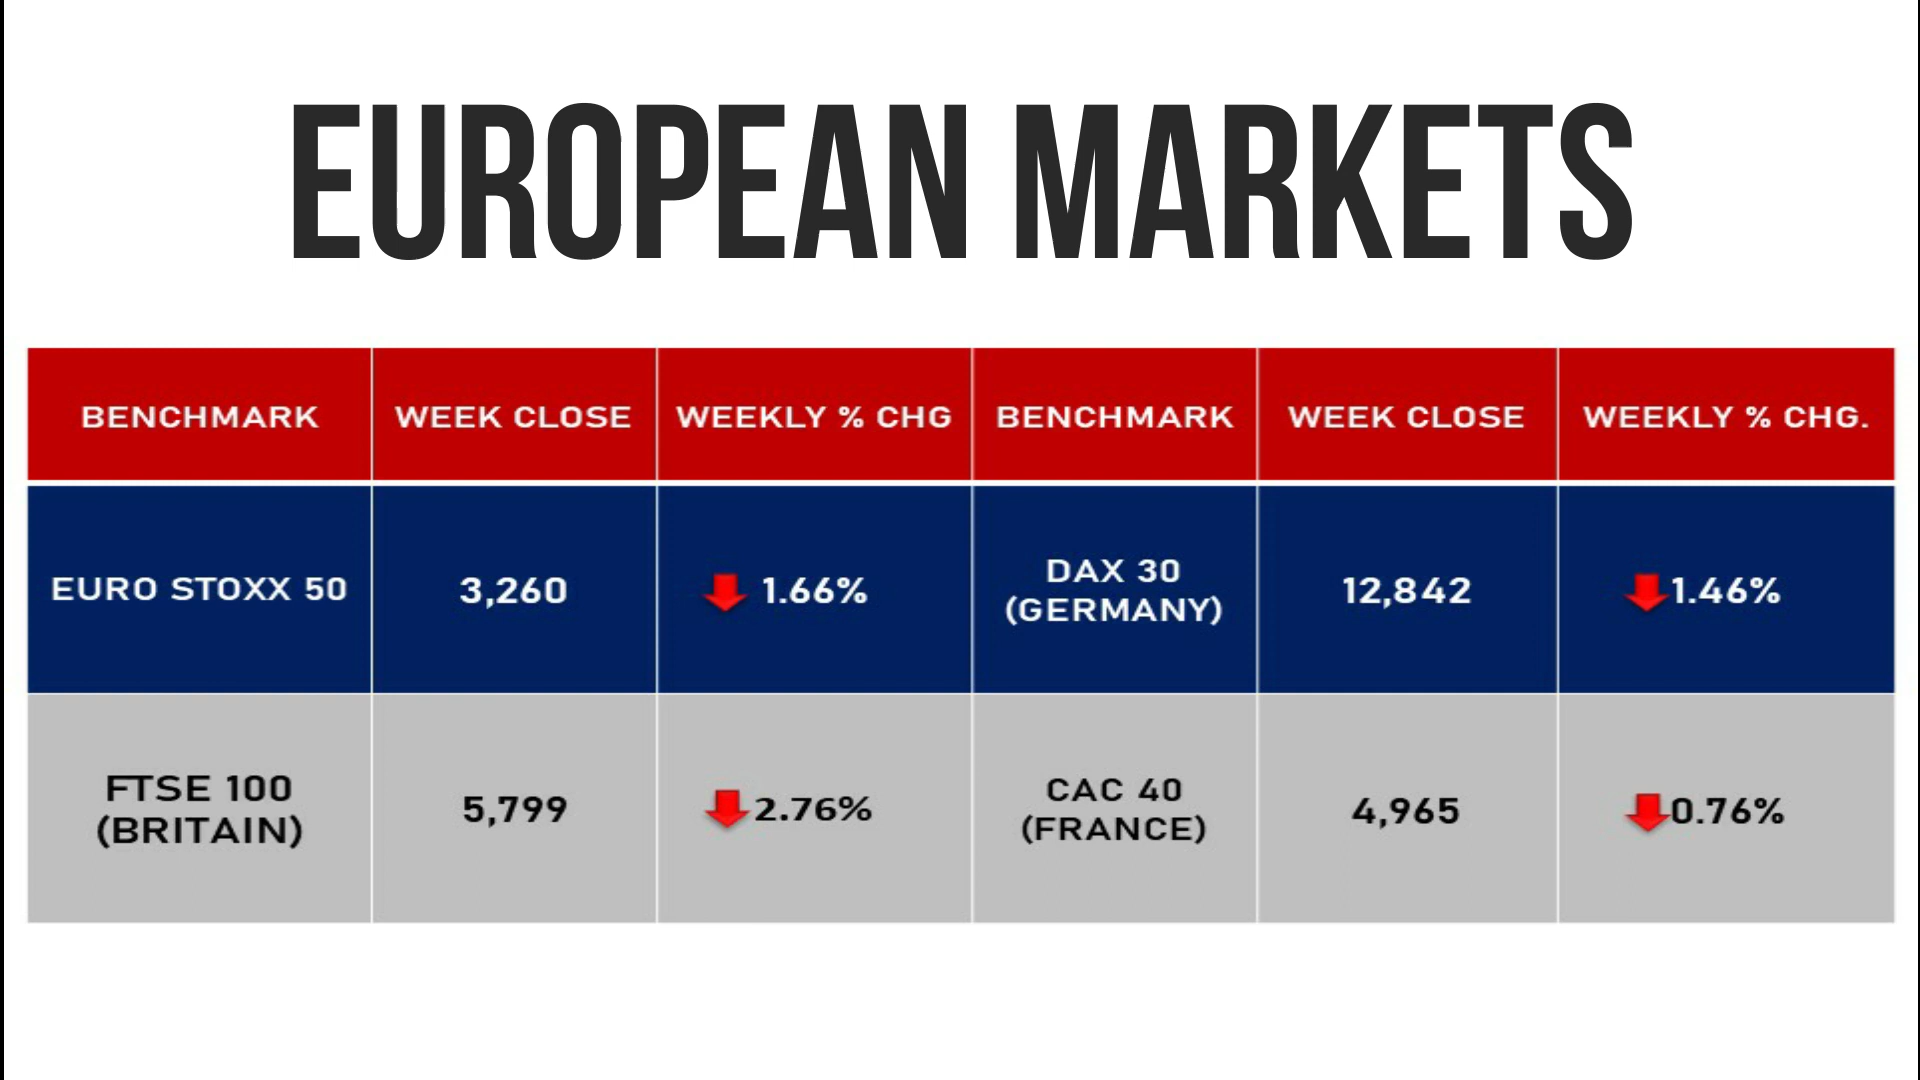 EUROPEAN MARKETS
BENCHMARK WEEK CLOSE WEEKLY % CHG BENCHMARK WEEK CLOSE WEEKLY % CHG.
EURO STOXX 50 3,260 1.66% DAX 30 12,842 1.46%
(GERMANY)
FTSE 100 5,799 2.76% CAC 40 4,965 0.76%
(BRITAIN) (FRANCE)